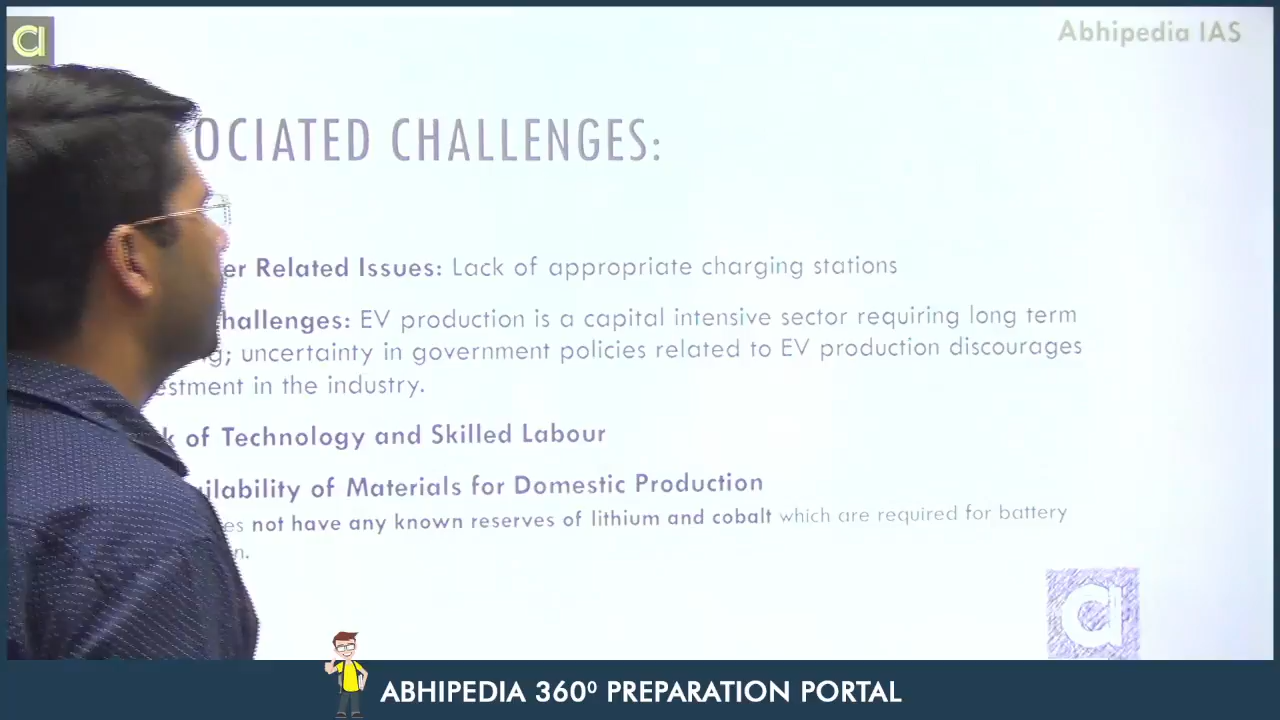 Abhipedia IAS
OCIATED CHALLENGES:
er Related Issues: Lack of appropriate charging stations
hallenges: EV production is a capital intensive sector requiring long term
g; uncertainty in government policies related to EV production discourages
estment in the industry.
k of Technology and Skilled Labour
ailability of Materials for Domestic Production
es not have any known reserves of lithium and cobalt which are required for battery
n.
ABHIPEDIA 360⁰ PREPARATION PORTAL